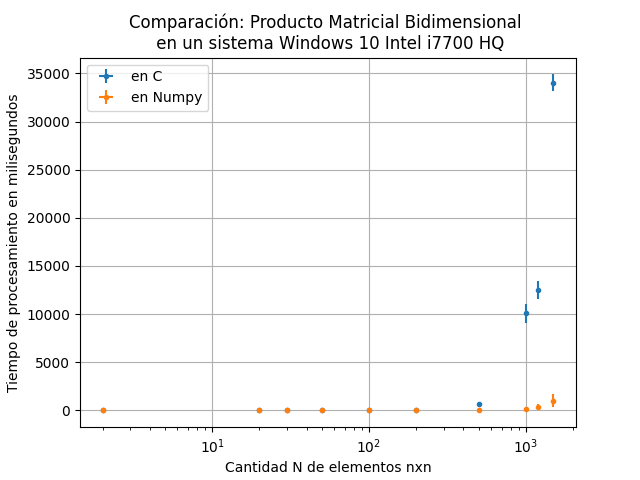 Comparación: Producto Matricial Bidimensional
en un sistema Windows 10 Intel i7700 HQ
en C
en Numpy
Tiempo de procesamiento en milisegundos
35000
30000
25000
20000
15000
10000
5000
0
10¹
10²
10³
Cantidad N de elementos nxn